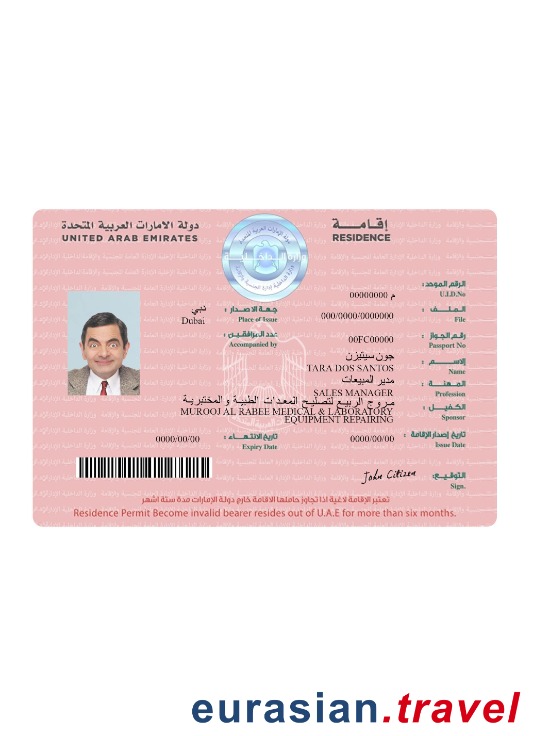 دولة الامارات العربية المتحدة
UNITED ARAB EMIRATES
إقامة
RESIDENCE
الرقم الموحد:
U.I.D.No
م 00000000
الملف:
File
000/0000/0000000
جهة الاصدار:
Place of Issue
Dubai
رقم الجواز:
Passport No
00FC00000
عدد المرافقين:
Accompanied by
الاسم:
Name
جون سيتيزن
TARA DOS SANTOS
المهنة:
Profession
مدير المبيعات
SALES MANAGER
الكفيل:
Sponsor
مروج الربيع لتصليح المعدات الطبية والمختبرية
MUROOJ AL RABEE MEDICAL & LABORATORY
EQUIPMENT REPAIRING
تاريخ إصدار الإقامة:
Issue Date
0000/00/00
تاريخ الانتهاء:
Expiry Date
0000/00/00
التوقيع:
Sign.
John Citizen
تعتبر الإقامة لاغية اذا تجاوز حاملها الاقامة خارج دولة الإمارات مدة ستة اشهر
Residence Permit Become invalid bearer resides out of U.A.E for more than six months.
eurasian.travel